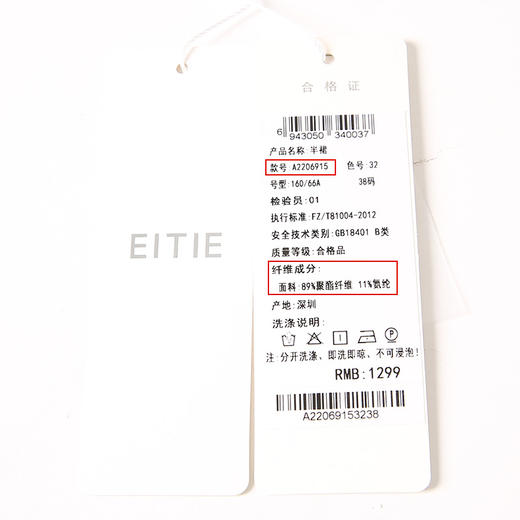 EITIE
合格证
6 943050 340037
产品名称 半裙
款号 A2206915 色号:32
号型:160/66A 38码
检验员:01
执行标准:FZ/T81004-2012
安全技术类别:GB18401 B类
质量等级:合格品
纤维成分:
面料:89%聚酯纤维 11%氨纶
产地:深圳
洗涤说明:
注:分开洗涤、即洗即晾、不可浸泡!
RMB:1299
A22069153238